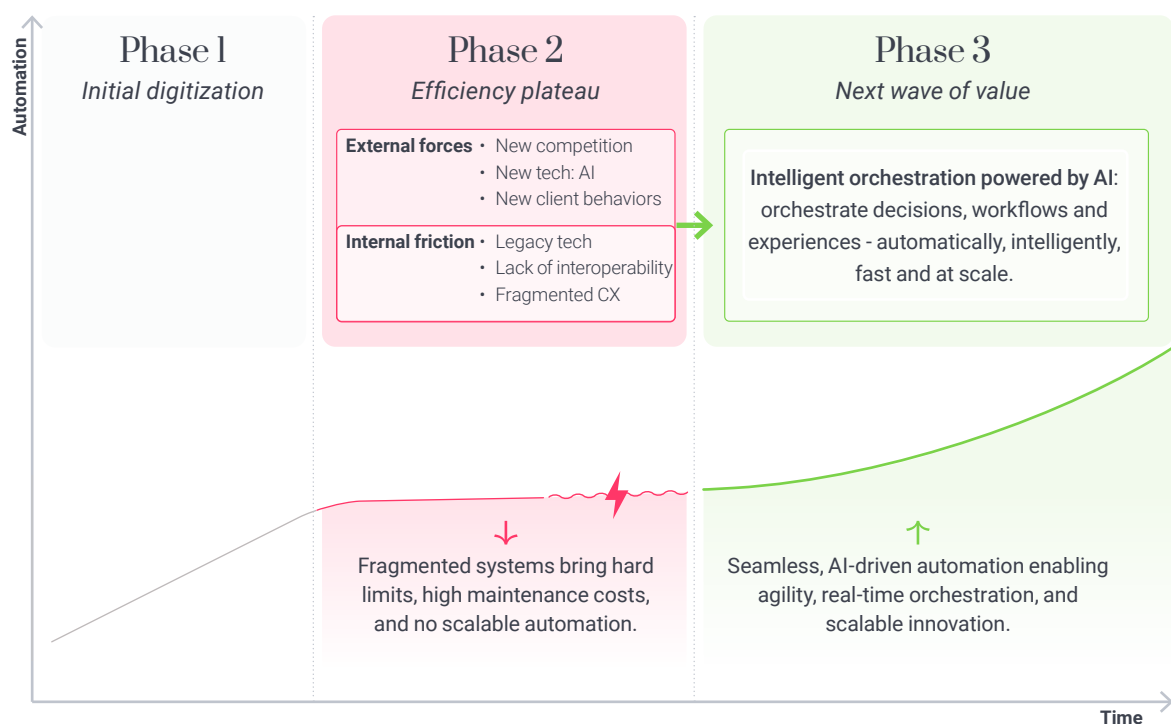 Automation
Phase 1
Initial digitization
Phase 2
Efficiency plateau
External forces • New competition
• New tech: AI
• New client behaviors
Internal friction • Legacy tech
• Lack of interoperability
• Fragmented CX
Phase 3
Next wave of value
Intelligent orchestration powered by AI:
orchestrate decisions, workflows and
experiences - automatically, intelligently,
fast and at scale.
Fragmented systems bring hard
limits, high maintenance costs,
and no scalable automation.
Seamless, AI-driven automation enabling
agility, real-time orchestration, and
scalable innovation.
Time